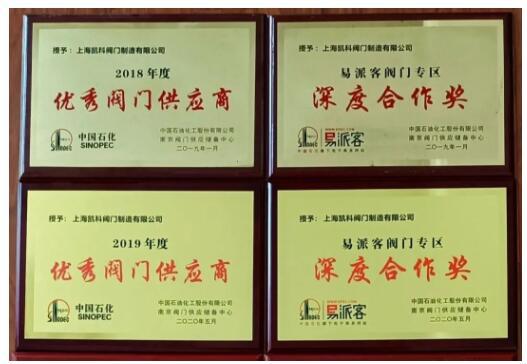 授予：上海凯科阀门制造有限公司
2018年度
优秀阀门供应商
中国石化
SINOPEC
中国石油化工股份有限公司
南京阀门供应储备中心
二〇一九年一月
授予：上海凯科阀门制造有限公司
易派客阀门专区
深度合作奖
易派客
中国石油化工股份有限公司
南京阀门供应储备中心
二〇一九年一月
授予：上海凯科阀门制造有限公司
2019年度
优秀阀门供应商
中国石化
SINOPEC
中国石油化工股份有限公司
南京阀门供应储备中心
二〇二〇年五月
授予：上海凯科阀门制造有限公司
易派客阀门专区
深度合作奖
易派客
中国石油化工股份有限公司
南京阀门供应储备中心
二〇二〇年五月